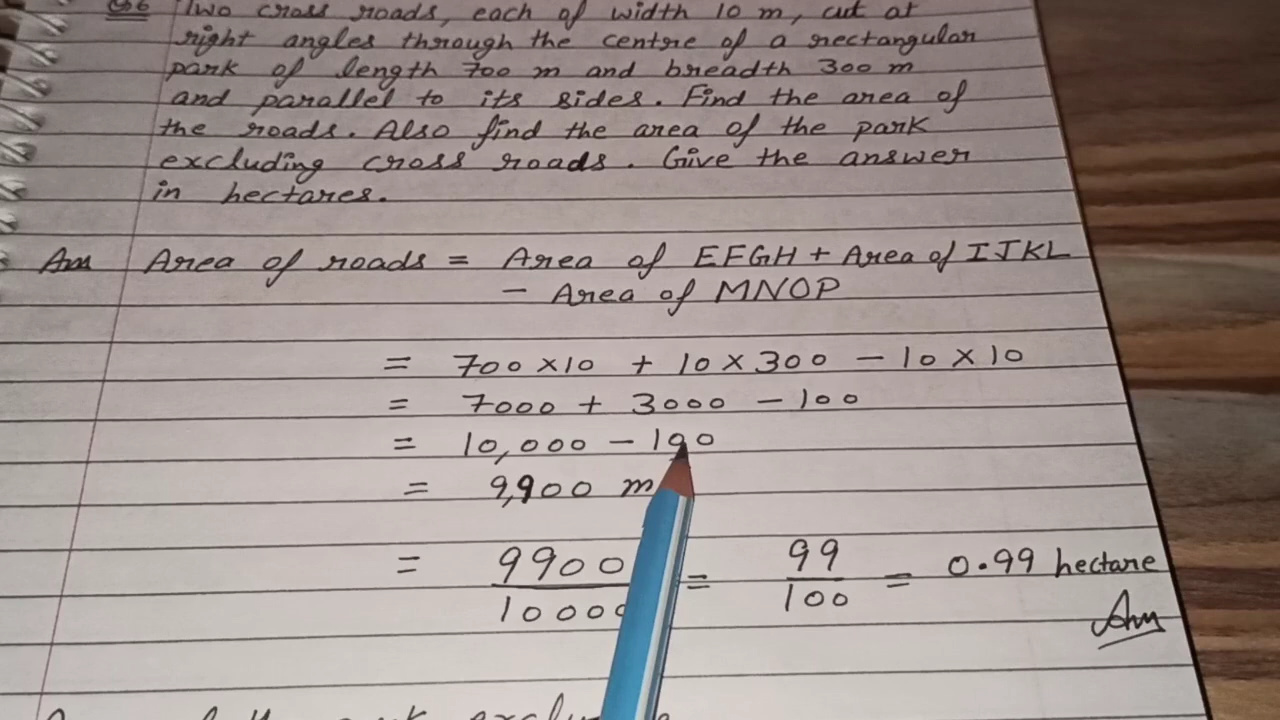 Q6 Two cross roads, each of width 10 m, cut at
right angles through the centre of a rectangular
park of length 700 m and breadth 300 m
and parallel to its sides. Find the area of
the roads. Also find the area of the park
excluding cross roads. Give the answer
in hectares.
Ans Area of roads = Area of EFGH + Area of IJKL
- Area of MNOP
= 700 × 10 + 10 × 300 - 10 × 10
= 7000 + 3000 - 100
= 10,000 - 100
= 9,900 m
= 9900/10000 = 99/100 = 0.99 hectare
Ans